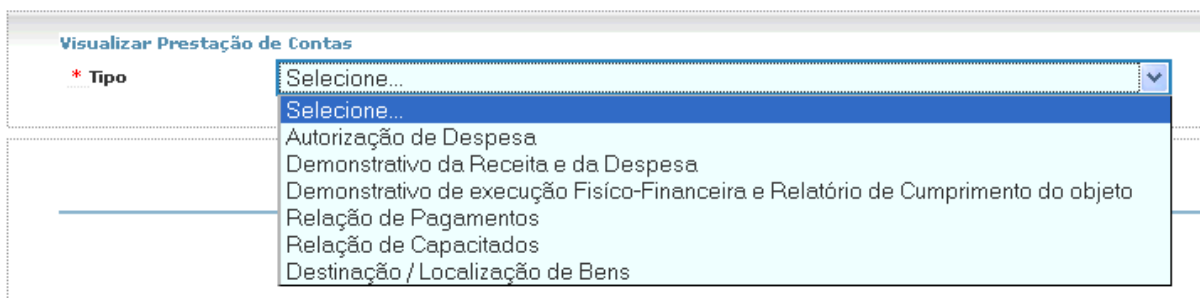 Visualizar Prestação de Contas
* Tipo
Selecione...
Selecione...
Autorização de Despesa
Demonstrativo da Receita e da Despesa
Demonstrativo de execução Fisíco-Financeira e Relatório de Cumprimento do objeto
Relação de Pagamentos
Relação de Capacitados
Destinação / Localização de Bens